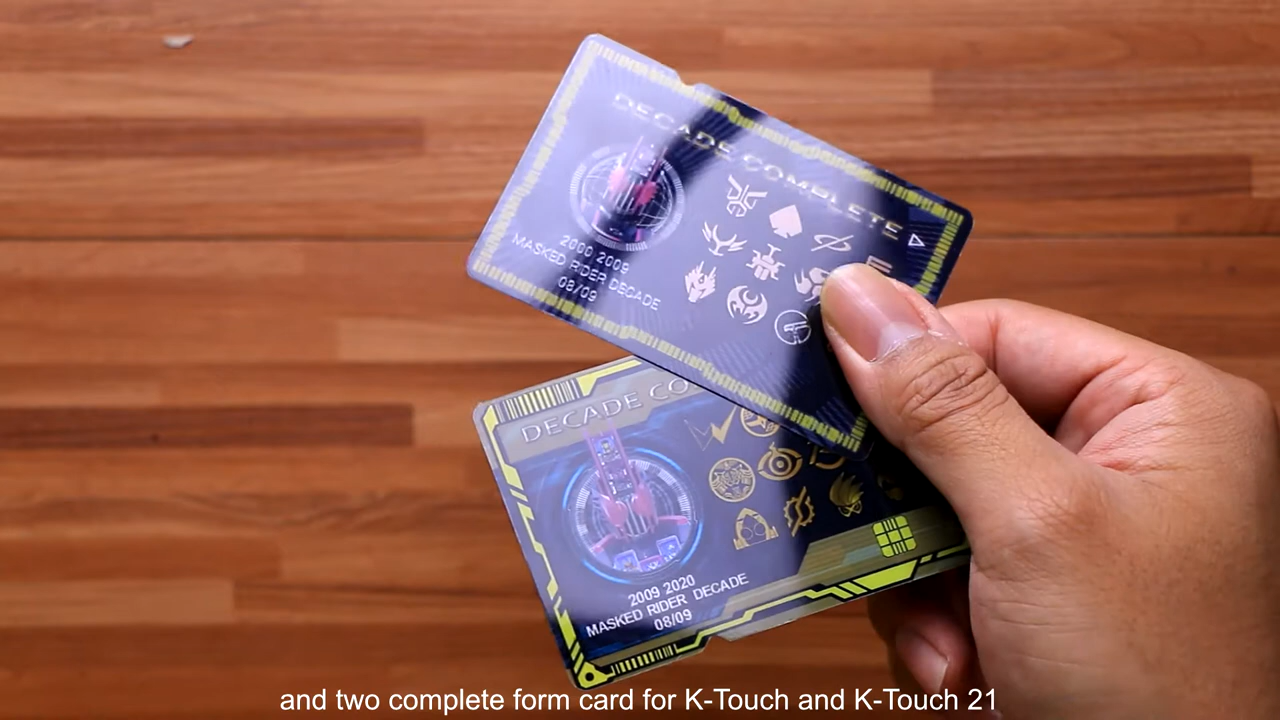 DECADE COMPLETE
2000 2009
MASKED RIDER DECADE
08/09
DECADE CO
2009 2020
MASKED RIDER DECADE
08/09
and two complete form card for K-Touch and K-Touch 21